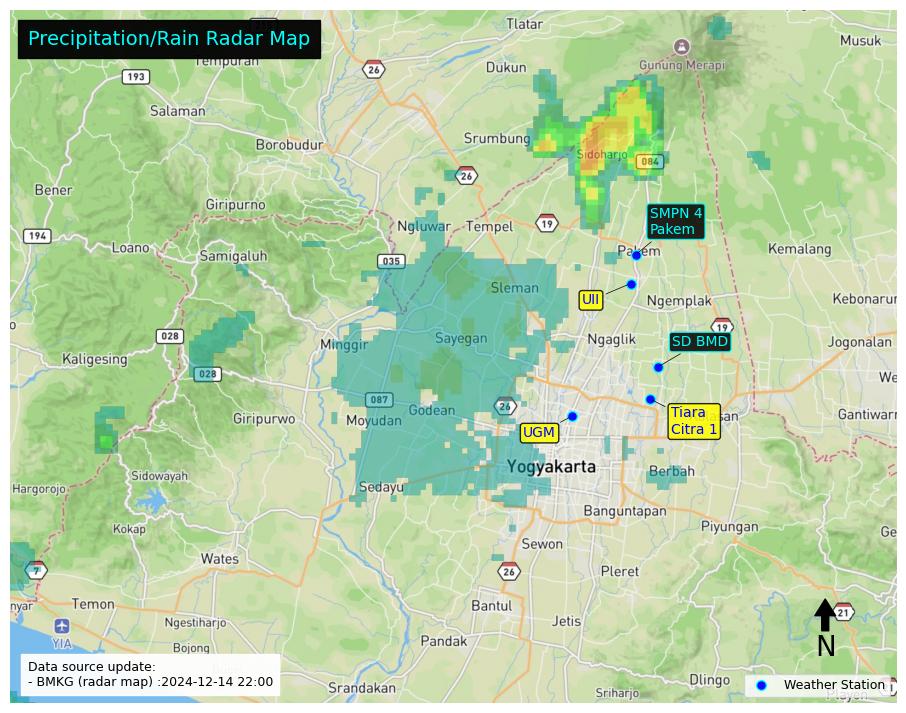 Precipitation/Rain Radar Map
Tlatar
Musuk
26
Dukun
Gunung Merapi
193
Salaman
Borobudur
Srumbung
Sidoharjo
084
26
Bener
Giripurno
SMPN 4
Pakem
194
Loano
Samigaluh
Ngluwar
Tempel
19
Pakem
Kemalang
035
Sleman
UII
Ngemplak
Kebonarum
028
Minggir
Sayegan
Ngaglik
19
SD BMD
Jogonalan
Kaligesing
028
087
Moyudan
Godean
26
Tiara
Citra 1
Gantiwarn
Giripurwo
UGM
Yogyakarta
Berbah
Hargorojo
Sidowayah
Sedayu
Kokap
Banguntapan
Piyungan
Wates
Sewon
7
26
Pleret
Temon
Bantul
21
YIA
Ngestiharjo
Jetis
N
Bojong
Pandak
Data source update:
- BMKG (radar map) :2024-12-14 22:00
Srandakan
Dlingo
Sriharjo
Weather Station